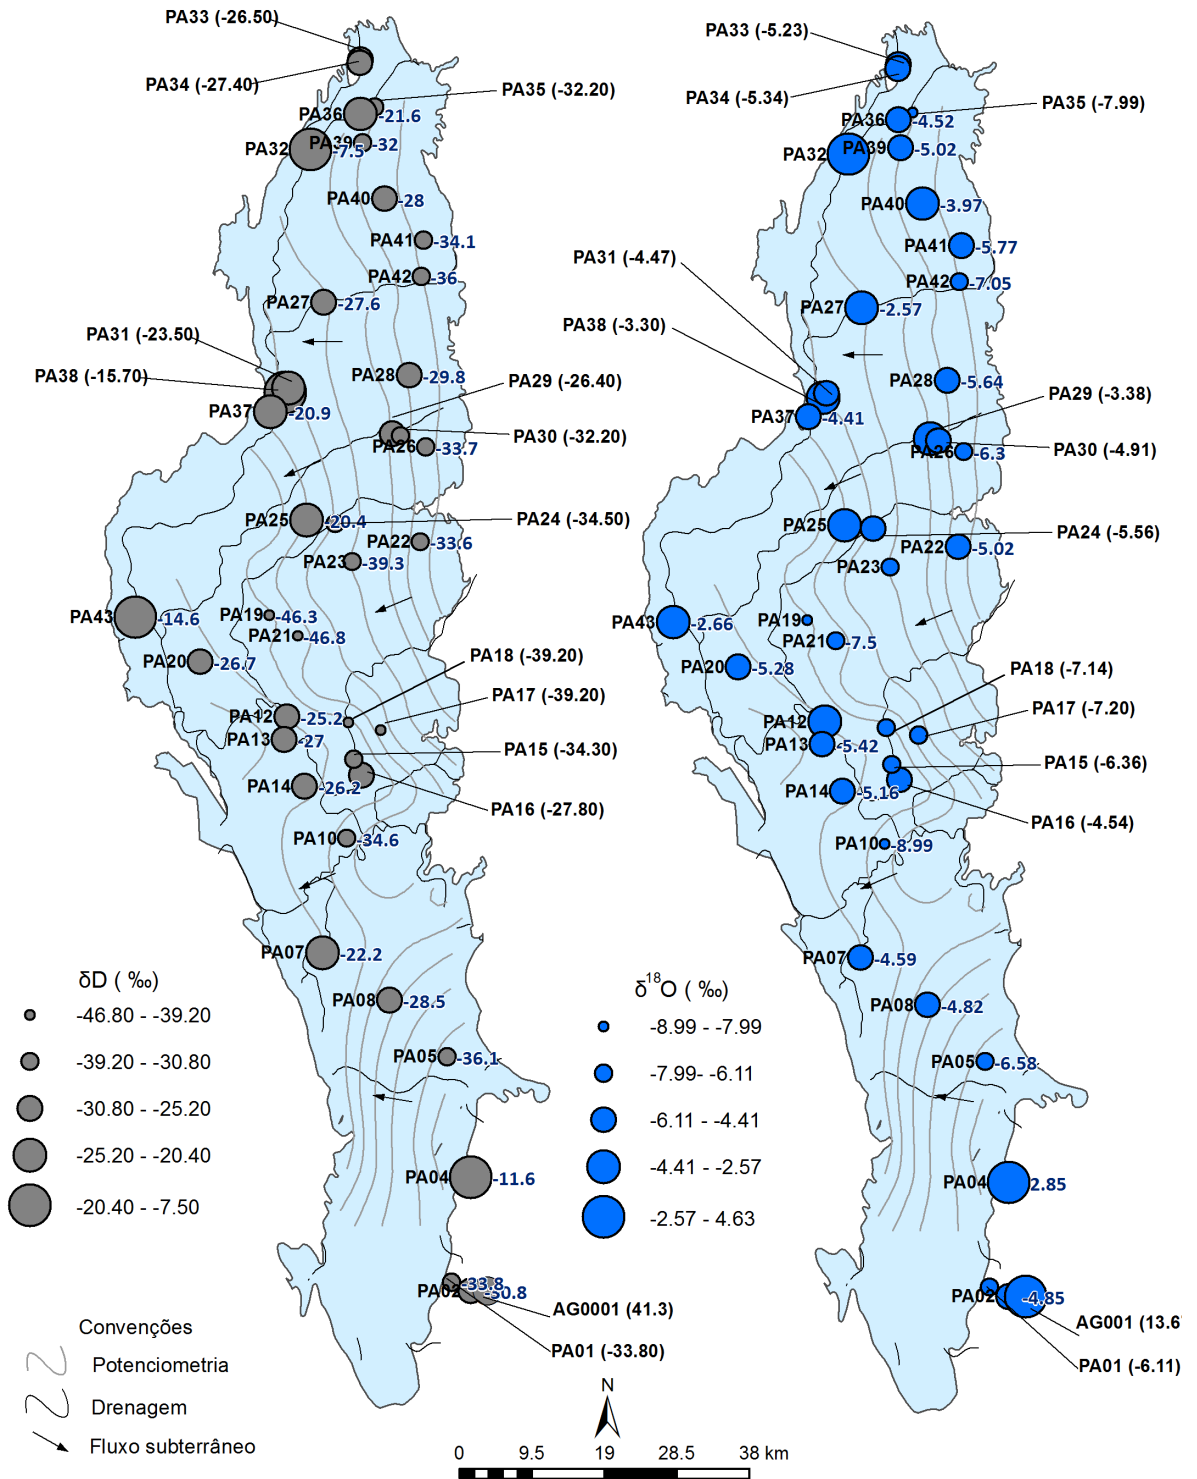 PA33 (-26.50)
PA34 (-27.40)
PA35 (-32.20)
PA36 -21.6
PA39 -32
PA32 -7.5
PA40 -28
PA41 -34.1
PA42 -36
PA27 -27.6
PA31 (-23.50)
PA38 (-15.70)
PA28 -29.8
PA29 (-26.40)
PA37 -20.9
PA30 (-32.20)
PA26 -33.7
PA25 -20.4
PA24 (-34.50)
PA22 -33.6
PA23 -39.3
PA43 -14.6
PA19 -46.3
PA21 -46.8
PA20 -26.7
PA18 (-39.20)
PA17 (-39.20)
PA12 -25.2
PA13 -27
PA15 (-34.30)
PA14 -26.2
PA16 (-27.80)
PA10 -34.6
PA07 -22.2
PA08 -28.5
PA05 -36.1
PA04 -11.6
PA02 -33.8 -30.8
AG0001 (41.3)
PA01 (-33.80)
δD ( ‰)
-46.80 - -39.20
-39.20 - -30.80
-30.80 - -25.20
-25.20 - -20.40
-20.40 - -7.50
Convenções
Potenciometria
Drenagem
Fluxo subterrâneo
PA33 (-5.23)
PA34 (-5.34)
PA35 (-7.99)
PA36 -4.52
PA39 -5.02
PA32
PA40 -3.97
PA41 -5.77
PA42 -7.05
PA31 (-4.47)
PA27 -2.57
PA38 (-3.30)
PA28 -5.64
PA29 (-3.38)
PA37 -4.41
PA30 (-4.91)
PA26 -6.3
PA25
PA24 (-5.56)
PA22 -5.02
PA23
PA43 -2.66
PA19
PA21 -7.5
PA20 -5.28
PA18 (-7.14)
PA17 (-7.20)
PA12
PA13 -5.42
PA15 (-6.36)
PA14 -5.16
PA16 (-4.54)
PA10 -8.99
PA07 -4.59
PA08 -4.82
PA05 -6.58
PA04 2.85
PA02 -4.85
AG001 (13.6
PA01 (-6.11)
δ18O ( ‰)
-8.99 - -7.99
-7.99- -6.11
-6.11 - -4.41
-4.41 - -2.57
-2.57 - 4.63
N
0 9.5 19 28.5 38 km